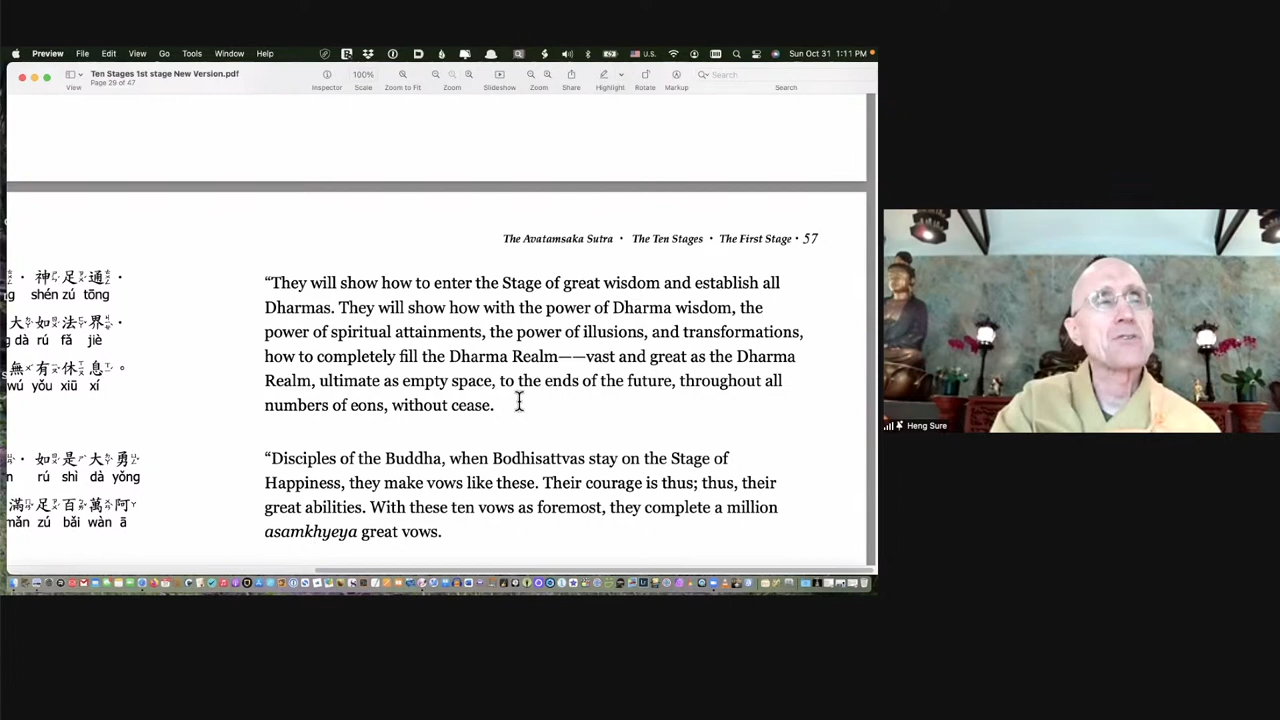 Preview File Edit View Go Tools Window Help U.S. Sun Oct 31 1:11 PM
Ten Stages 1st stage New Version.pdf
Page 29 of 47
100%
Search
View Inspector Scale Zoom to Fit Zoom Slideshow Zoom Share Highlight Rotate Markup Search
The Avatamsaka Sutra • The Ten Stages • The First Stage • 57
神足通
shén zú tōng
大如法界
dà rú fǎ jiè
無有休息。
wú yǒu xiū xí
如是大勇
rú shì dà yǒng
滿足百萬阿
mǎn zú bǎi wàn ā
“They will show how to enter the Stage of great wisdom and establish all
Dharmas. They will show how with the power of Dharma wisdom, the
power of spiritual attainments, the power of illusions, and transformations,
how to completely fill the Dharma Realm——vast and great as the Dharma
Realm, ultimate as empty space, to the ends of the future, throughout all
numbers of eons, without cease.
“Disciples of the Buddha, when Bodhisattvas stay on the Stage of
Happiness, they make vows like these. Their courage is thus; thus, their
great abilities. With these ten vows as foremost, they complete a million
asamkhyeya great vows.
Heng Sure